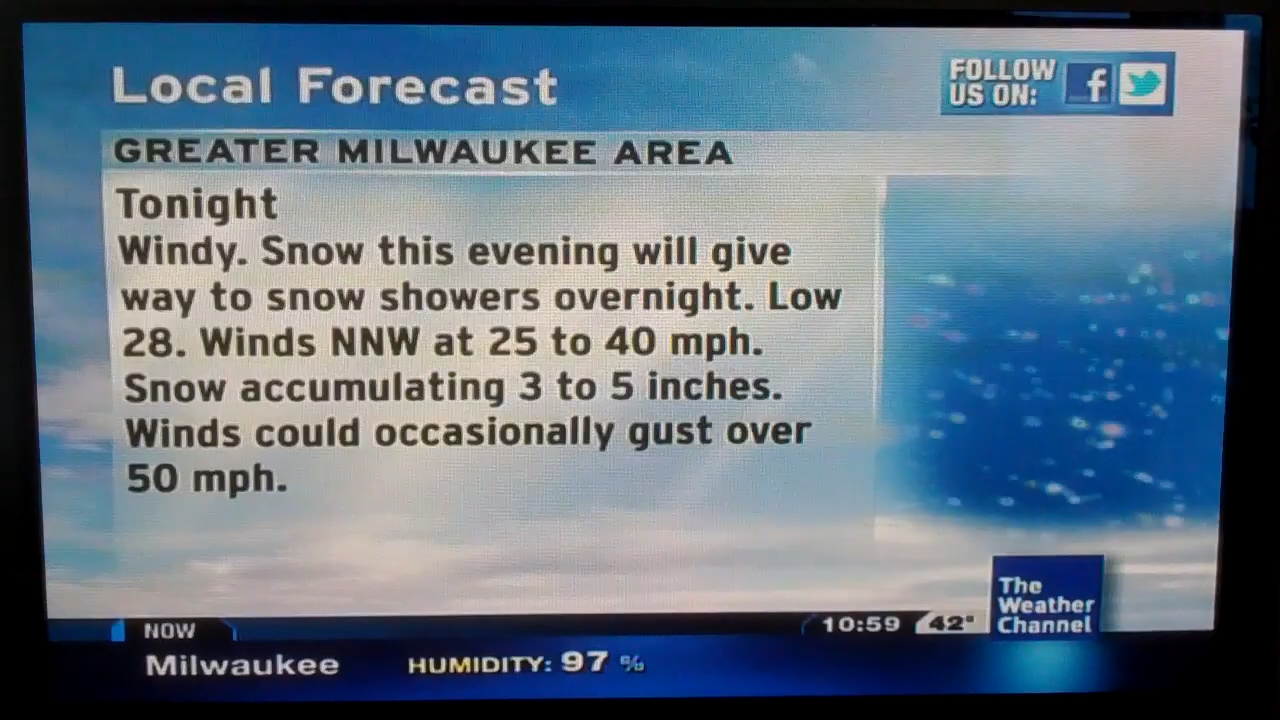 Local Forecast
FOLLOW
US ON:
GREATER MILWAUKEE AREA
Tonight
Windy. Snow this evening will give
way to snow showers overnight. Low
28. Winds NNW at 25 to 40 mph.
Snow accumulating 3 to 5 inches.
Winds could occasionally gust over
50 mph.
The
Weather
Channel
NOW
10:59 42°
Milwaukee HUMIDITY: 97 %